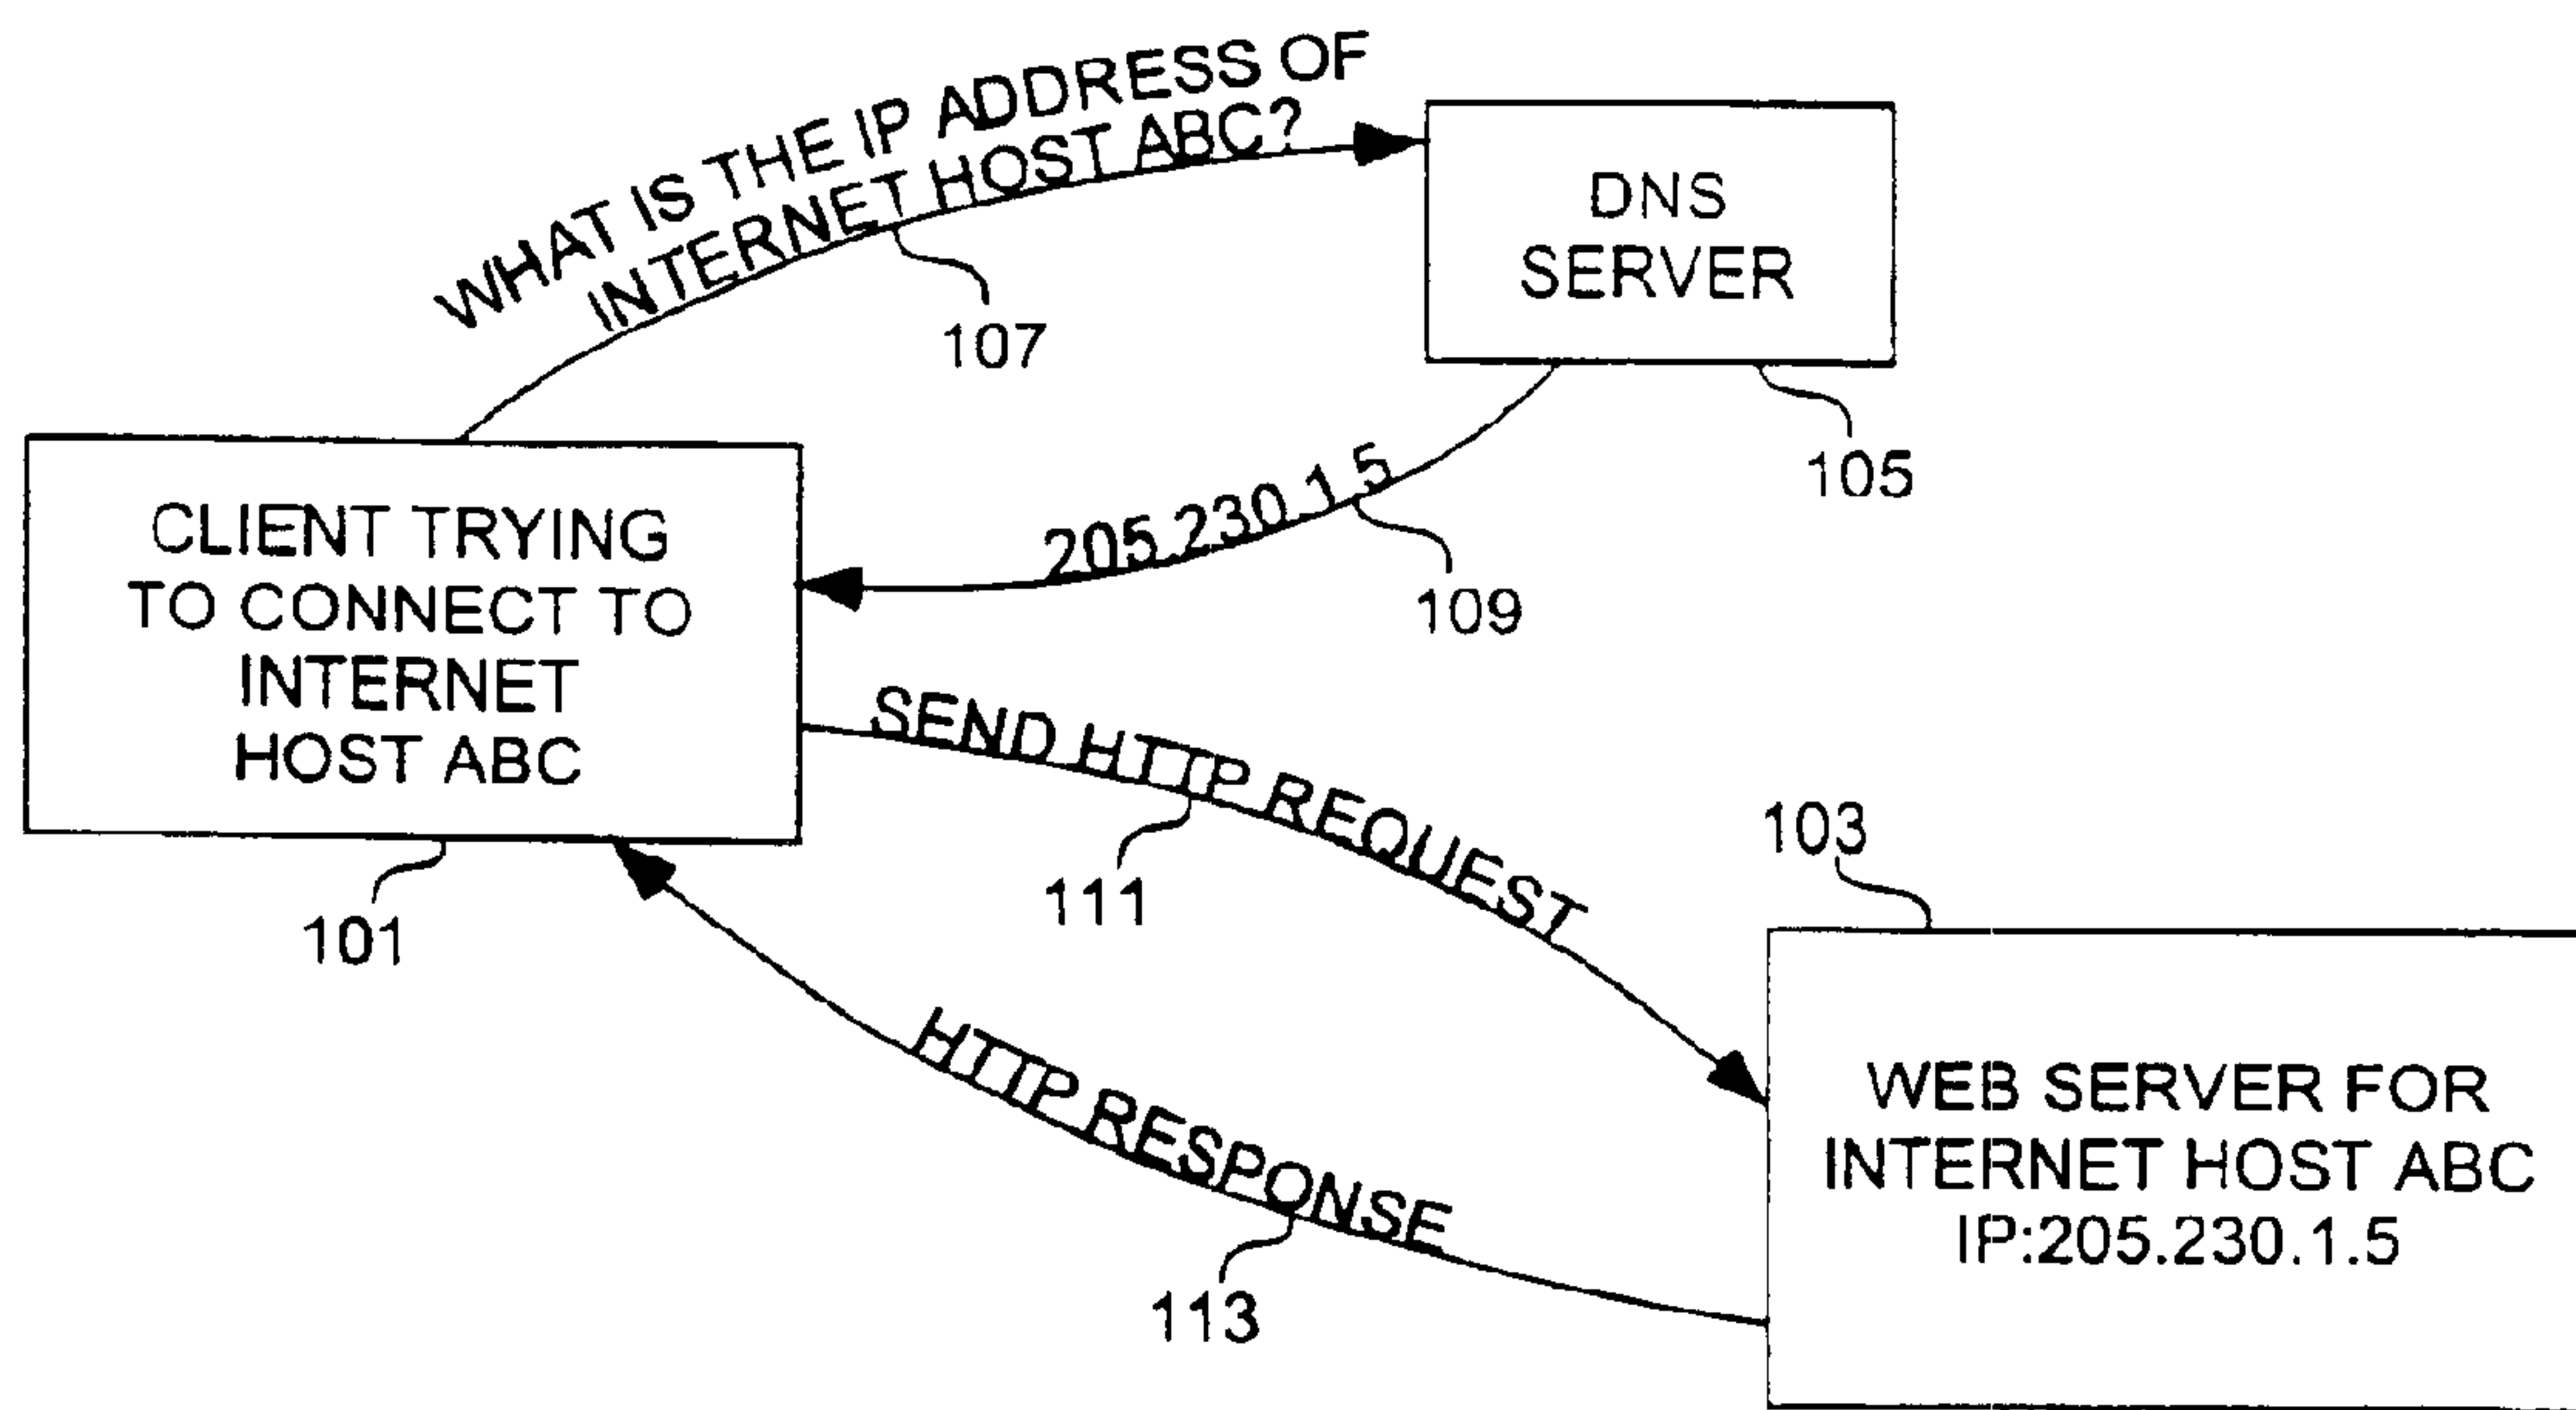 WHAT IS THE IP ADDRESS OF
INTERNET HOST ABC?
107
DNS
SERVER
105
205.230.1.5
109
CLIENT TRYING
TO CONNECT TO
INTERNET
HOST ABC
101
SEND HTTP REQUEST
111
103
HTTP RESPONSE
113
WEB SERVER FOR
INTERNET HOST ABC
IP:205.230.1.5